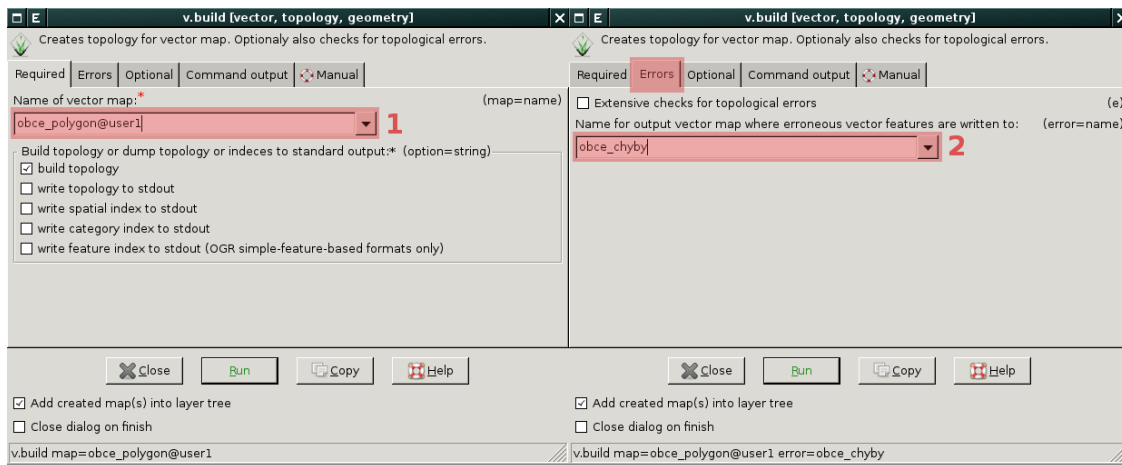 v.build [vector, topology, geometry]
Creates topology for vector map. Optionaly also checks for topological errors.
Required Errors Optional Command output Manual
Name of vector map:* (map=name)
obce_polygon@user1 1
Build topology or dump topology or indeces to standard output:* (option=string)
build topology
write topology to stdout
write spatial index to stdout
write category index to stdout
write feature index to stdout (OGR simple-feature-based formats only)
Close Run Copy Help
Add created map(s) into layer tree
Close dialog on finish
v.build map=obce_polygon@user1
v.build [vector, topology, geometry]
Creates topology for vector map. Optionaly also checks for topological errors.
Required Errors Optional Command output Manual
Extensive checks for topological errors (e)
Name for output vector map where erroneous vector features are written to: (error=name)
obce_chyby 2
Close Run Copy Help
Add created map(s) into layer tree
Close dialog on finish
v.build map=obce_polygon@user1 error=obce_chyby